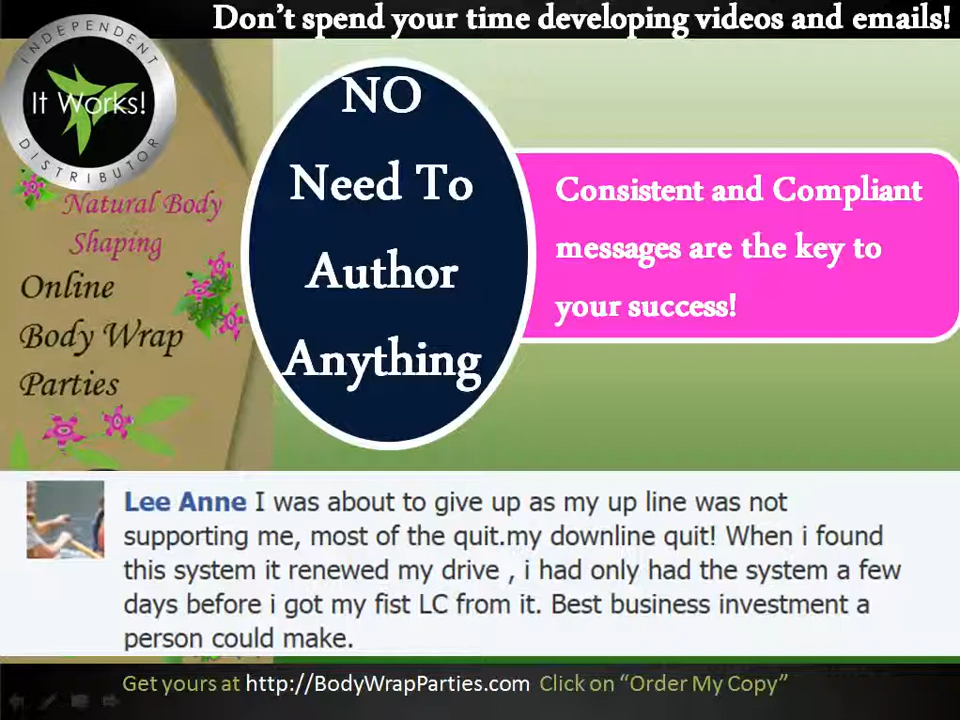 Don't spend your time developing videos and emails!
INDEPENDENT
It Works!
DISTRIBUTOR
Natural Body
Shaping
Online
Body Wrap
Parties
NO
Need To
Author
Anything
Consistent and Compliant
messages are the key to
your success!
Lee Anne I was about to give up as my up line was not
supporting me, most of the quit.my downline quit! When i found
this system it renewed my drive , i had only had the system a few
days before i got my fist LC from it. Best business investment a
person could make.
Get yours at http://BodyWrapParties.com Click on “Order My Copy”